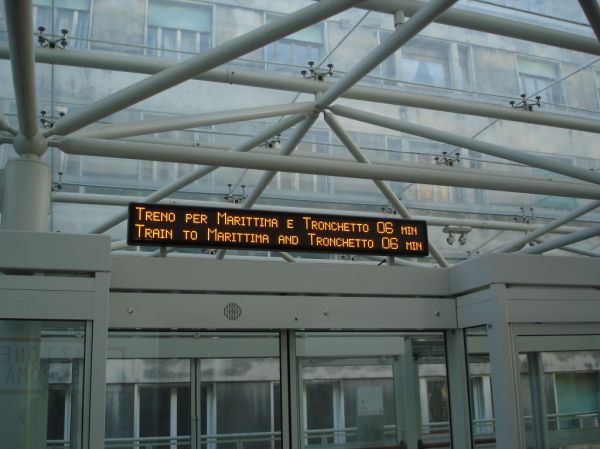 Treno per Marittima e Tronchetto 06 min
Train to Marittima and Tronchetto 06 min